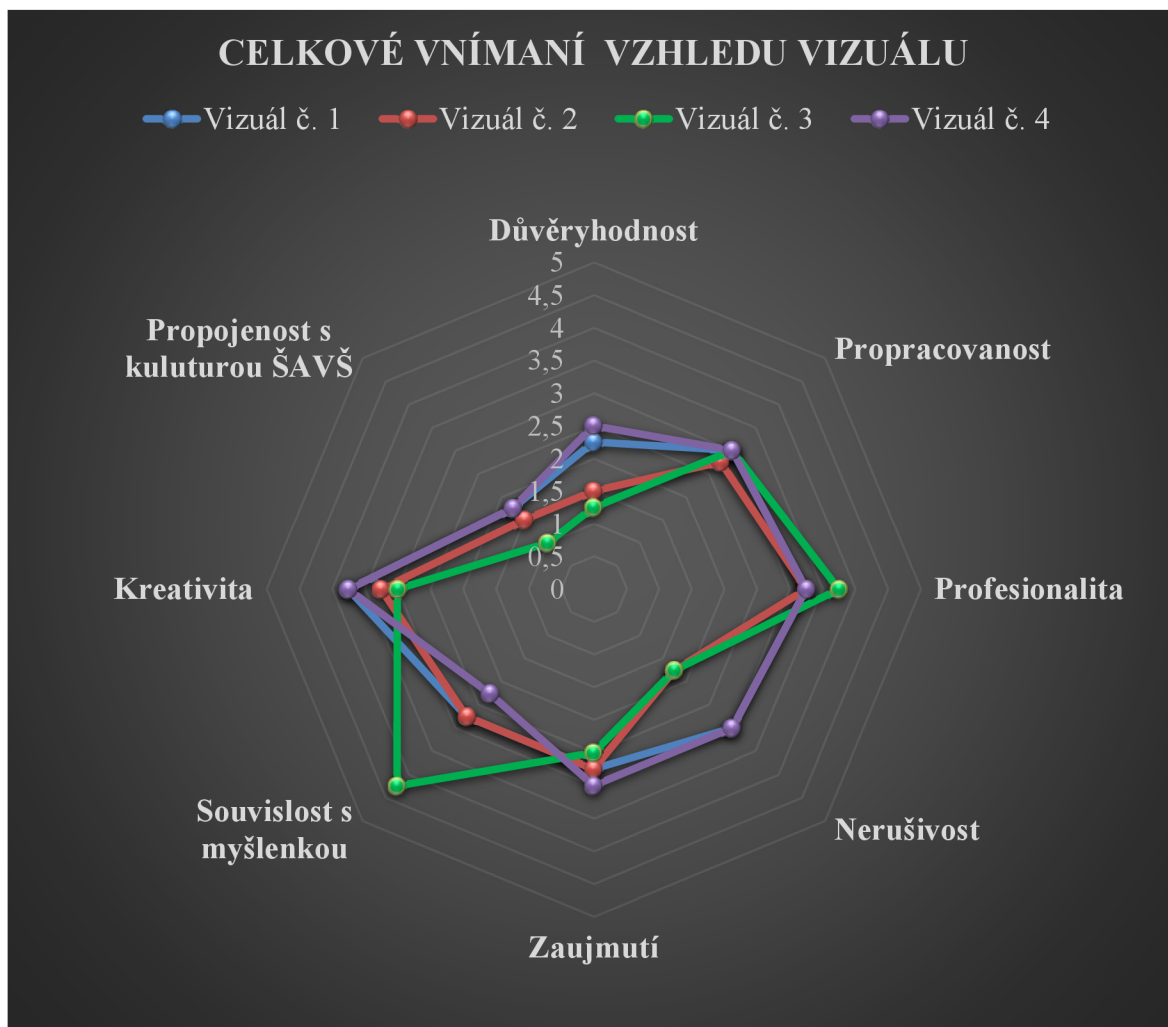 CELKOVÉ VNÍMANÍ VZHLEDU VIZUÁLU
Vizuál č. 1 Vizuál č. 2 Vizuál č. 3 Vizuál č. 4
Důvěryhodnost
5
4,5
4
3,5
3
2,5
2
1,5
1
0,5
0
Propracovanost
Profesionalita
Nerušivost
Zaujmutí
Souvislost s
myšlenkou
Kreativita
Propojenost s
kuluturou ŠAVŠ